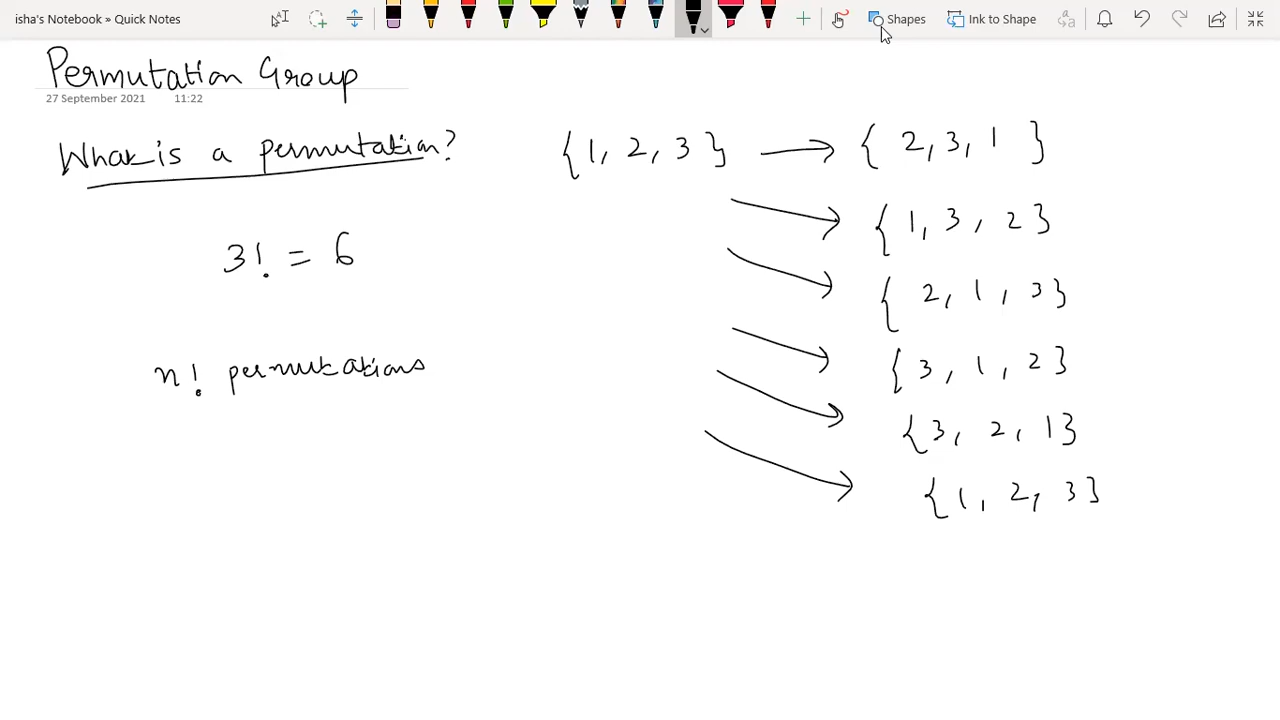 isha's Notebook » Quick Notes
Shapes
Ink to Shape
Permutation Group
27 September 2021 11:22
What is a permutation?
{1, 2, 3} → { 2, 3, 1 }
→ {1, 3, 2}
3! = 6
→ { 2, 1, 3}
→ {3, 1, 2}
n! permutations
→ {3, 2, 1}
→ {1, 2, 3}